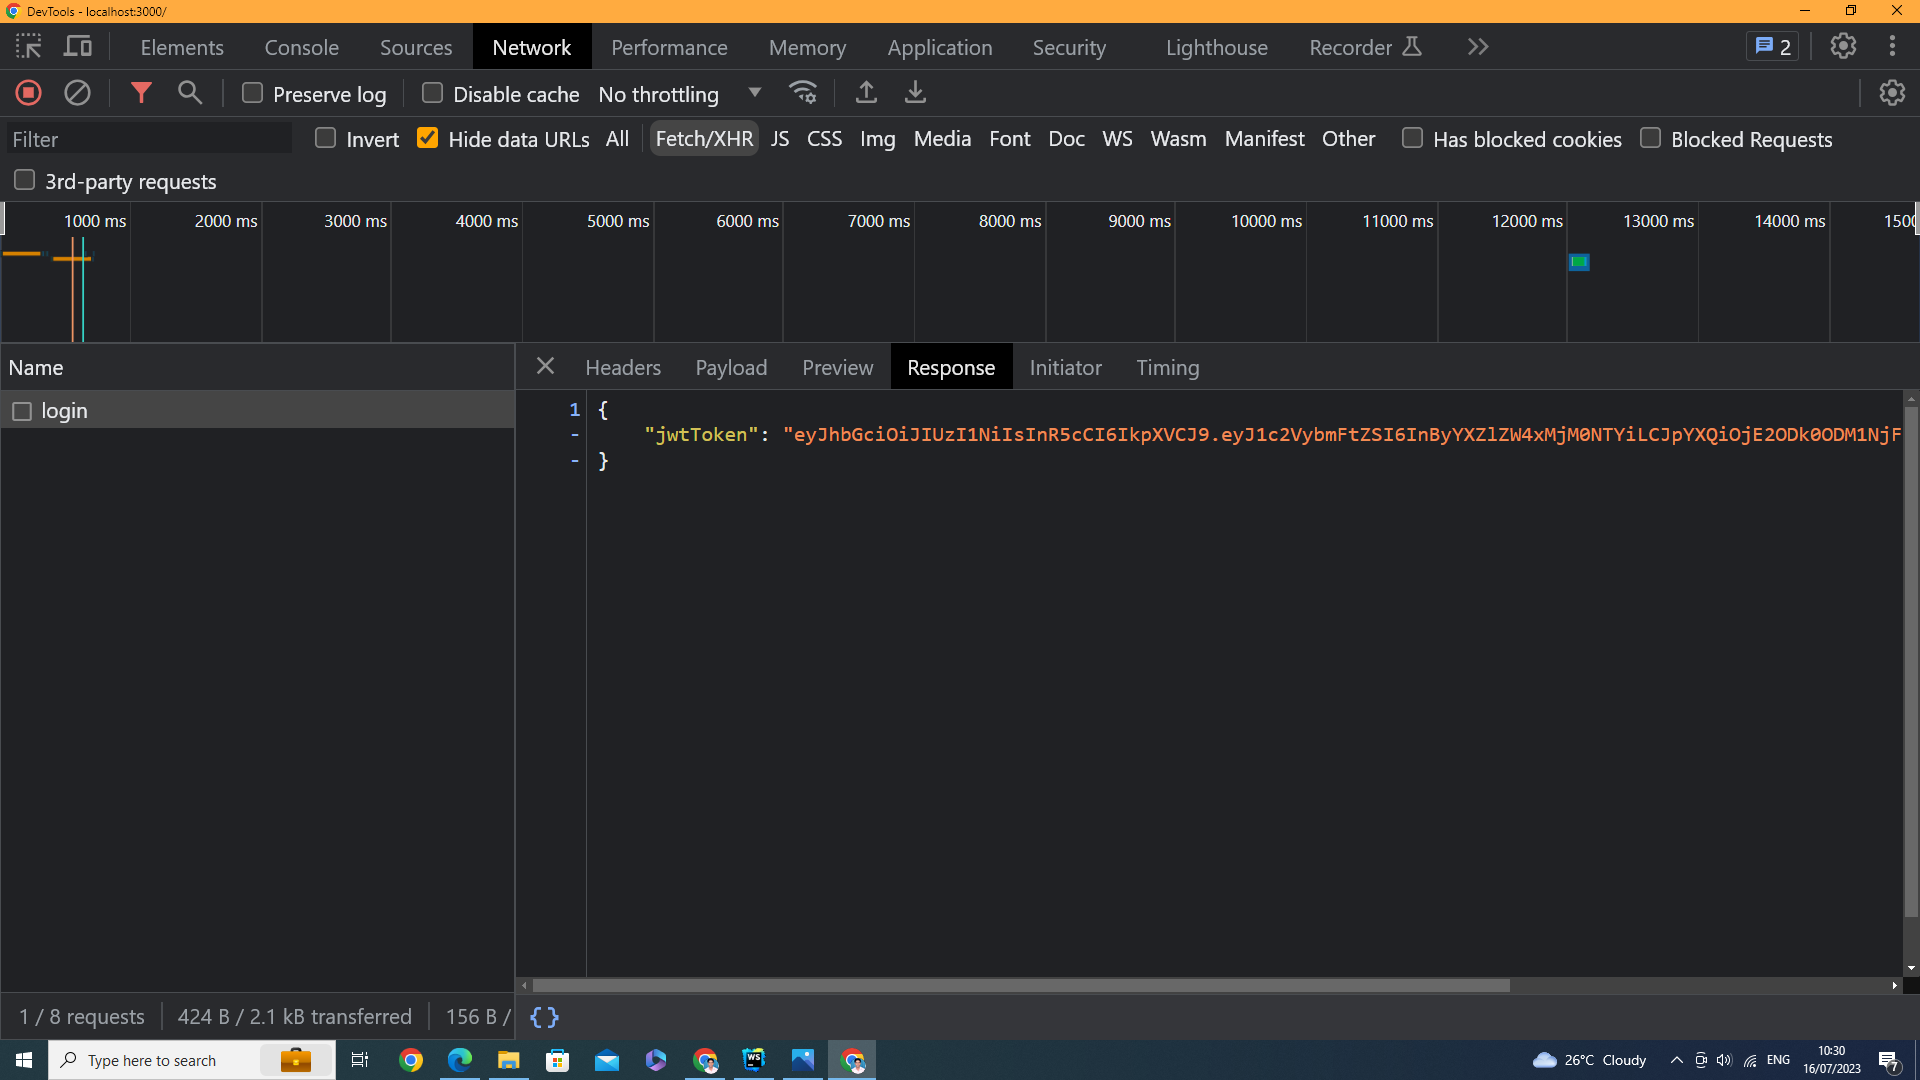 DevTools - localhost:3000/
Elements Console Sources Network Performance Memory Application Security Lighthouse Recorder 2
Preserve log Disable cache No throttling
Filter Invert Hide data URLs All Fetch/XHR JS CSS Img Media Font Doc WS Wasm Manifest Other Has blocked cookies Blocked Requests
3rd-party requests
1000 ms 2000 ms 3000 ms 4000 ms 5000 ms 6000 ms 7000 ms 8000 ms 9000 ms 10000 ms 11000 ms 12000 ms 13000 ms 14000 ms 1500
Name Headers Payload Preview Response Initiator Timing
login
1 {
- "jwtToken": "eyJhbGciOiJIUzI1NiIsInR5cCI6IkpXVCJ9.eyJ1c2VybmFtZSI6InByYXZlZW4xMjM0NTYiLCJpYXQiOjE2ODk0ODM1NjF
- }
1 / 8 requests 424 B / 2.1 kB transferred 156 B / {}
Type here to search WS 26°C Cloudy ENG 10:30
16/07/2023 7